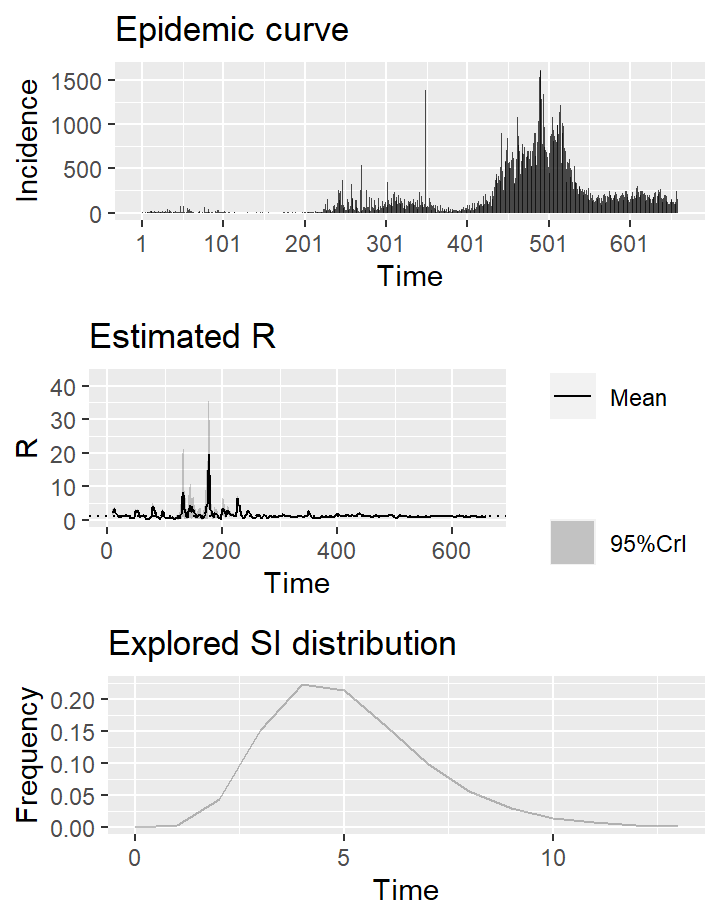 Epidemic curve
1500
1000
500
0
Incidence
1 101 201 301 401 501 601
Time
Estimated R
40
30
20
10
0
R
0 200 400 600
Time
Mean
95%CrI
Explored SI distribution
0.20
0.15
0.10
0.05
0.00
Frequency
0 5 10
Time